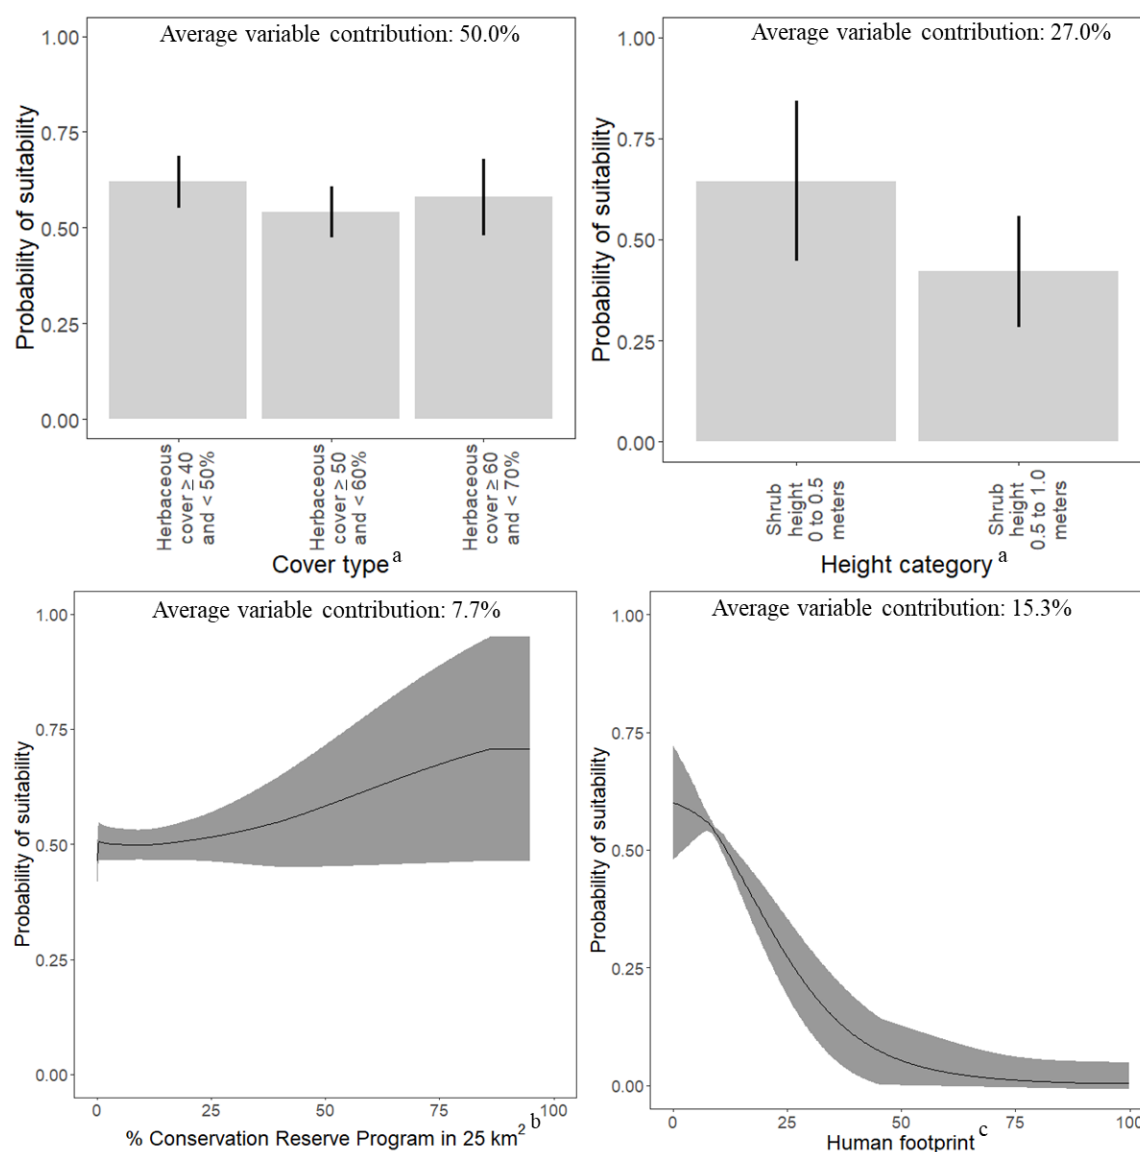 Average variable contribution: 50.0%
1.00
0.75
0.50
0.25
0.00
Probability of suitability
Herbaceous
cover ≥ 40
and < 50%
Herbaceous
cover ≥ 50
and < 60%
Herbaceous
cover ≥ 60
and < 70%
Cover type a
Average variable contribution: 27.0%
1.00
0.75
0.50
0.25
0.00
Probability of suitability
Shrub
height
0 to 0.5
meters
Shrub
height
0.5 to 1.0
meters
Height category a
Average variable contribution: 7.7%
1.00
0.75
0.50
0.25
0.00
Probability of suitability
0 25 50 75 100
% Conservation Reserve Program in 25 km² b
Average variable contribution: 15.3%
1.00
0.75
0.50
0.25
0.00
Probability of suitability
0 25 50 75 100
Human footprint c